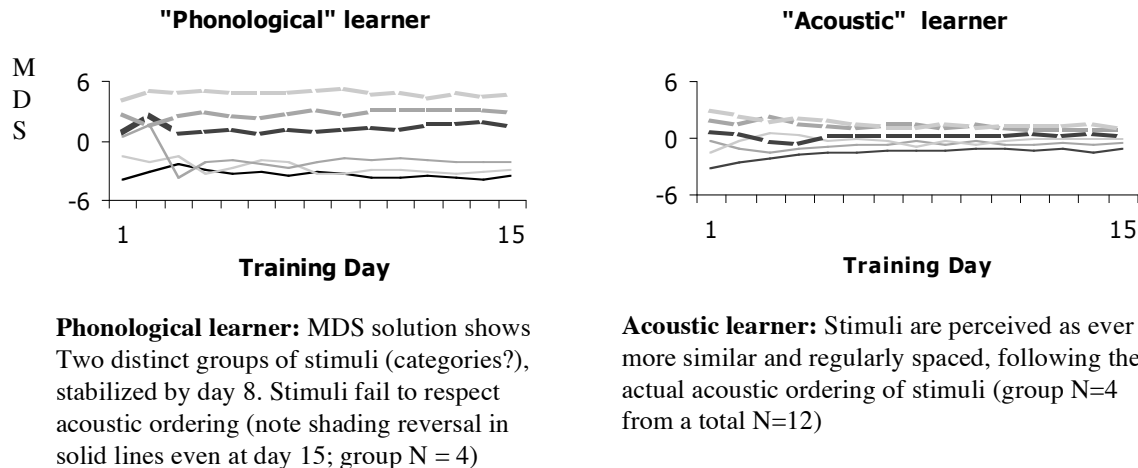 "Phonological" learner
M
D
S
6
0
-6
1
15
Training Day
Phonological learner: MDS solution shows
Two distinct groups of stimuli (categories?),
stabilized by day 8. Stimuli fail to respect
acoustic ordering (note shading reversal in
solid lines even at day 15; group N = 4)
"Acoustic" learner
6
0
-6
1
15
Training Day
Acoustic learner: Stimuli are perceived as ever
more similar and regularly spaced, following the
actual acoustic ordering of stimuli (group N=4
from a total N=12)